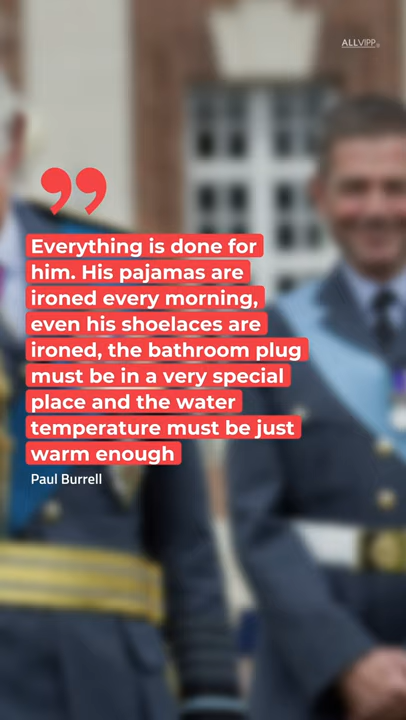 ALLVIPP
”
Everything is done for
him. His pajamas are
ironed every morning,
even his shoelaces are
ironed, the bathroom plug
must be in a very special
place and the water
temperature must be just
warm enough
Paul Burrell